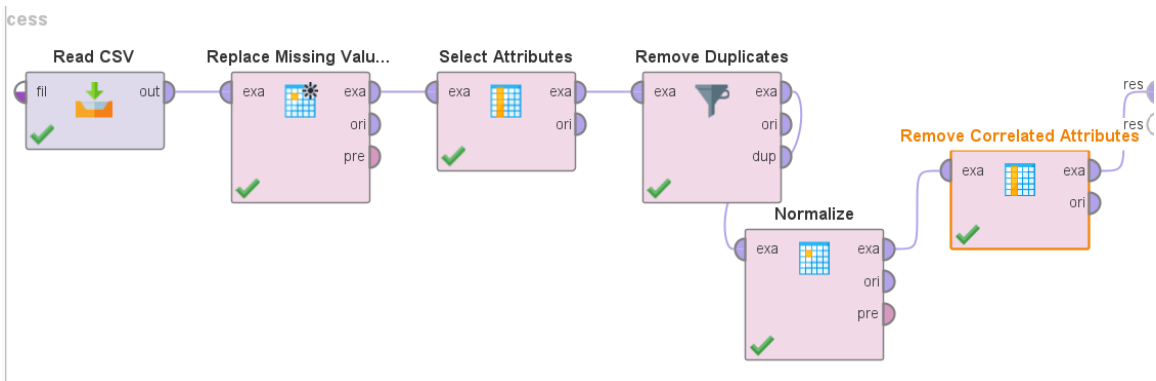 cess
Read CSV
fil
out
Replace Missing Valu...
exa
exa
ori
pre
Select Attributes
exa
exa
ori
Remove Duplicates
exa
exa
ori
dup
Normalize
exa
exa
ori
pre
Remove Correlated Attributes
exa
exa
ori
res
res